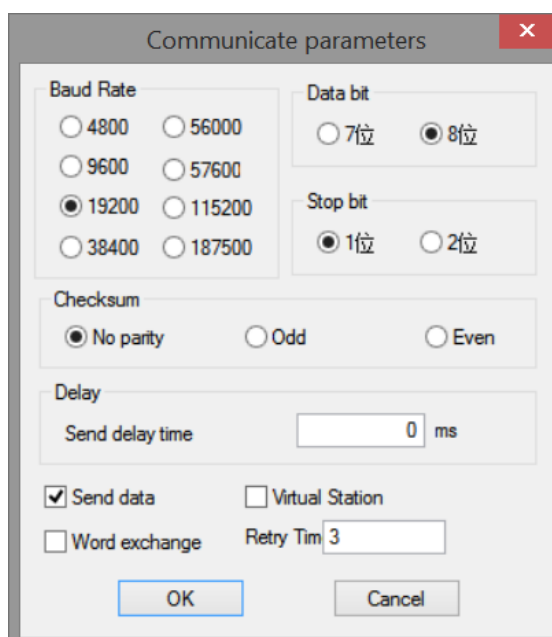 Communicate parameters
Baud Rate
4800 56000
9600 57600
19200 115200
38400 187500
Data bit
7位 8位
Stop bit
1位 2位
Checksum
No parity Odd Even
Delay
Send delay time 0 ms
Send data Virtual Station
Word exchange Retry Tim 3
OK Cancel